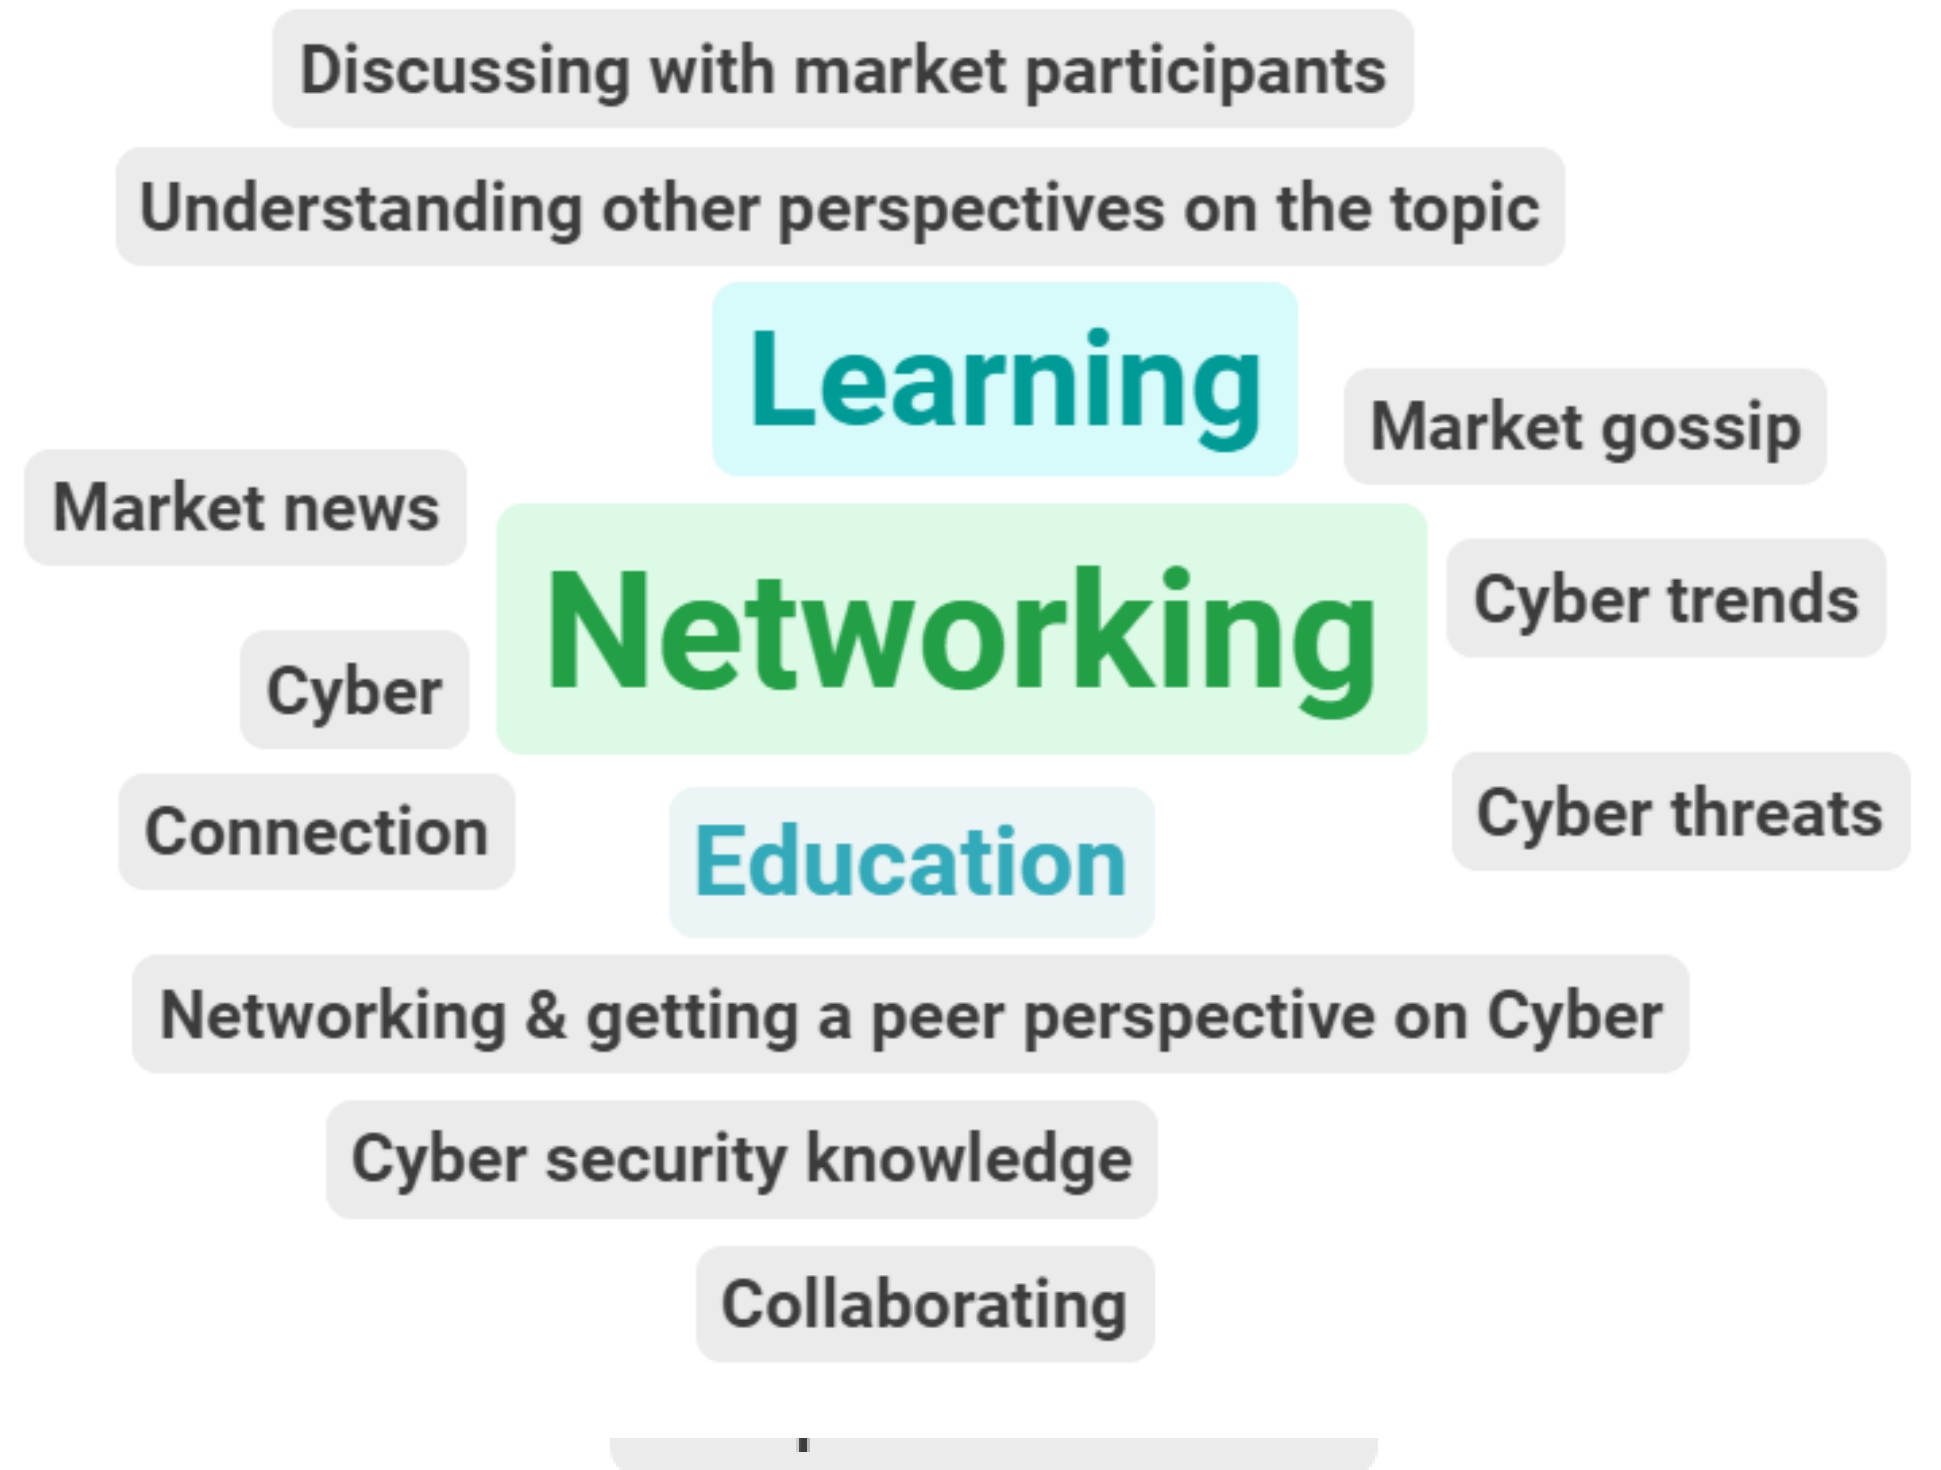 Discussing with market participants
Understanding other perspectives on the topic
Learning
Market gossip
Market news
Networking
Cyber trends
Cyber
Connection
Education
Cyber threats
Networking & getting a peer perspective on Cyber
Cyber security knowledge
Collaborating